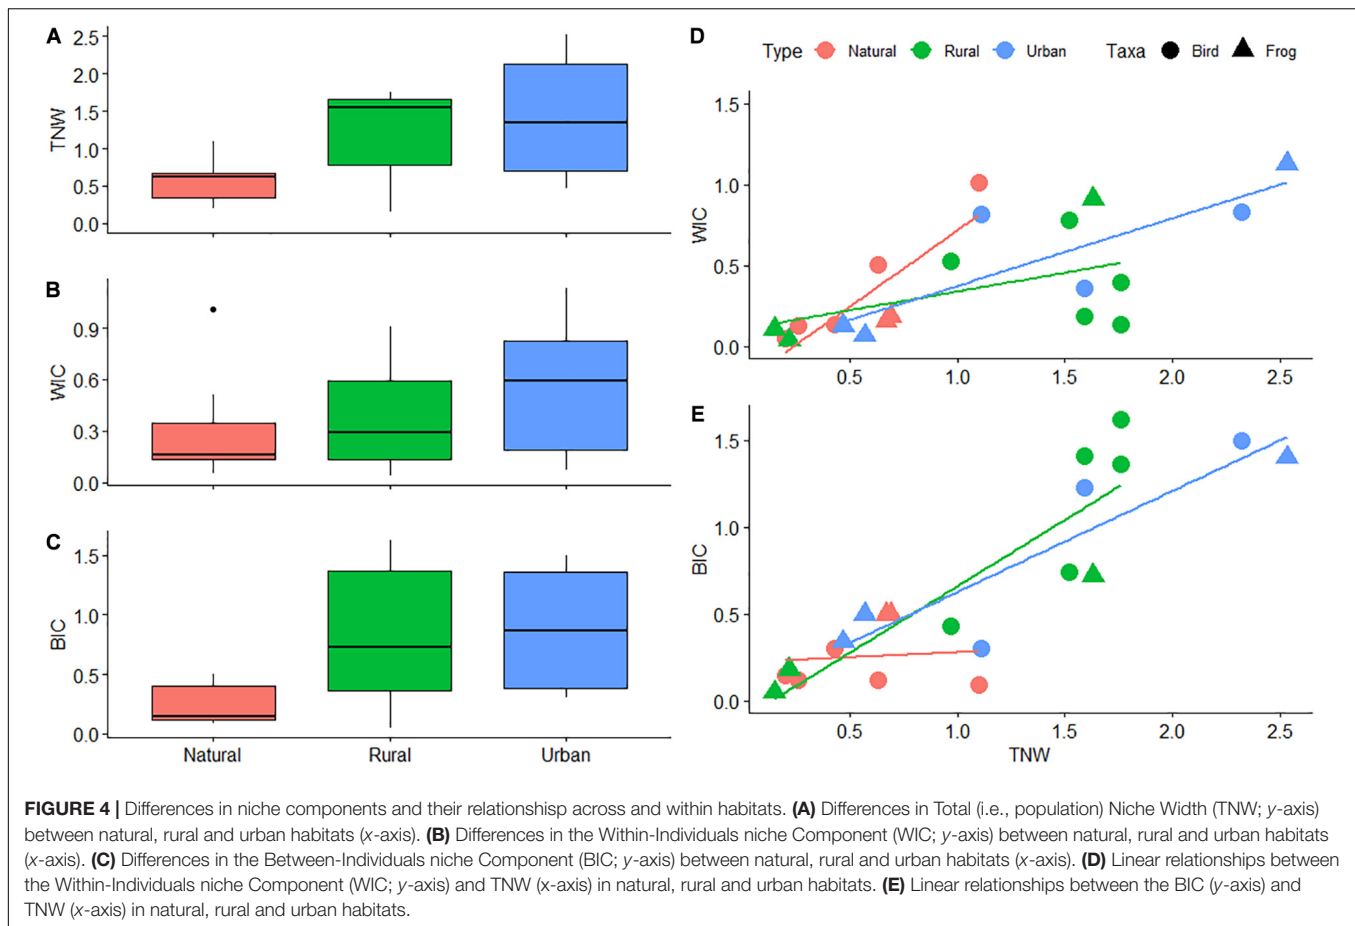 A
2.5
2.0
1.5
1.0
0.5
0.0
TNW
B
0.9
0.6
0.3
0.0
WIC
C
1.5
1.0
0.5
0.0
BIC
Natural Rural Urban
D
Type Natural Rural Urban Taxa Bird Frog
1.5
1.0
0.5
0.0
WIC
0.5 1.0 1.5 2.0 2.5
E
1.5
1.0
0.5
0.0
BIC
0.5 1.0 1.5 2.0 2.5
TNW
FIGURE 4 | Differences in niche components and their relationshisp across and within habitats. (A) Differences in Total (i.e., population) Niche Width (TNW; y-axis)
between natural, rural and urban habitats (x-axis). (B) Differences in the Within-Individuals niche Component (WIC; y-axis) between natural, rural and urban habitats
(x-axis). (C) Differences in the Between-Individuals niche Component (BIC; y-axis) between natural, rural and urban habitats (x-axis). (D) Linear relationships between
the Within-Individuals niche Component (WIC; y-axis) and TNW (x-axis) in natural, rural and urban habitats. (E) Linear relationships between the BIC (y-axis) and
TNW (x-axis) in natural, rural and urban habitats.